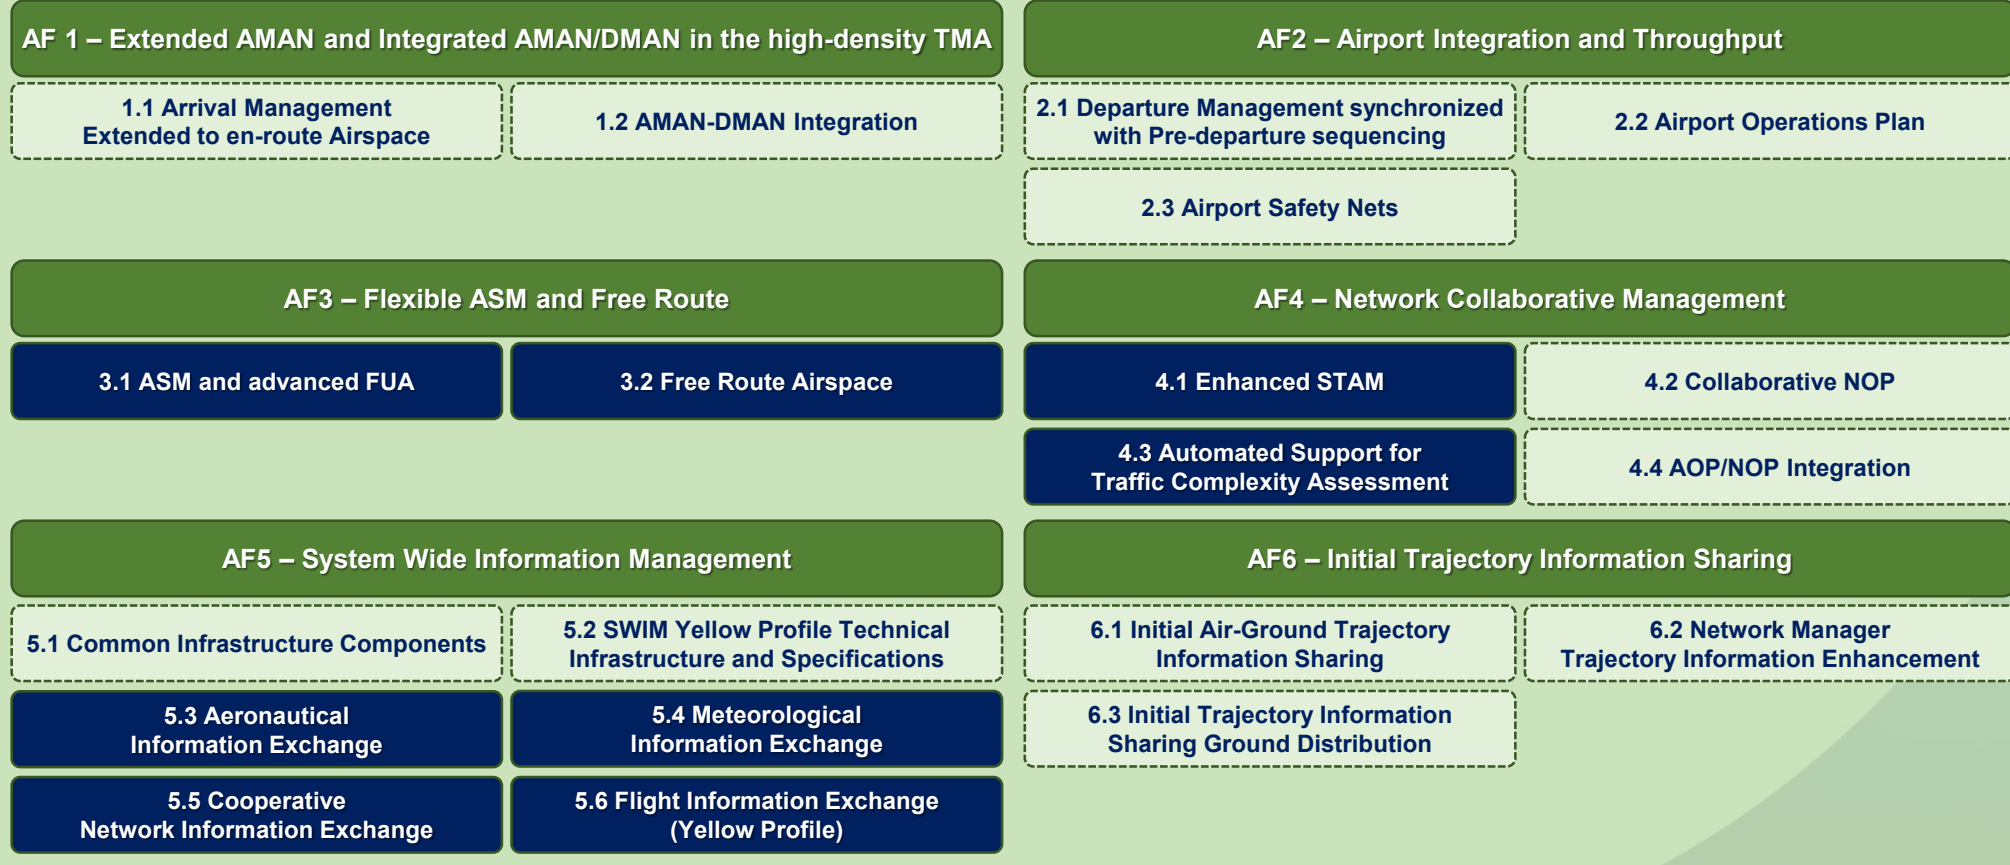 AF 1 – Extended AMAN and Integrated AMAN/DMAN in the high-density TMA
1.1 Arrival Management
Extended to en-route Airspace
1.2 AMAN-DMAN Integration
AF2 – Airport Integration and Throughput
2.1 Departure Management synchronized
with Pre-departure sequencing
2.2 Airport Operations Plan
2.3 Airport Safety Nets
AF3 – Flexible ASM and Free Route
3.1 ASM and advanced FUA
3.2 Free Route Airspace
AF4 – Network Collaborative Management
4.1 Enhanced STAM
4.2 Collaborative NOP
4.3 Automated Support for
Traffic Complexity Assessment
4.4 AOP/NOP Integration
AF5 – System Wide Information Management
5.1 Common Infrastructure Components
5.2 SWIM Yellow Profile Technical
Infrastructure and Specifications
5.3 Aeronautical
Information Exchange
5.4 Meteorological
Information Exchange
5.5 Cooperative
Network Information Exchange
5.6 Flight Information Exchange
(Yellow Profile)
AF6 – Initial Trajectory Information Sharing
6.1 Initial Air-Ground Trajectory
Information Sharing
6.2 Network Manager
Trajectory Information Enhancement
6.3 Initial Trajectory Information
Sharing Ground Distribution